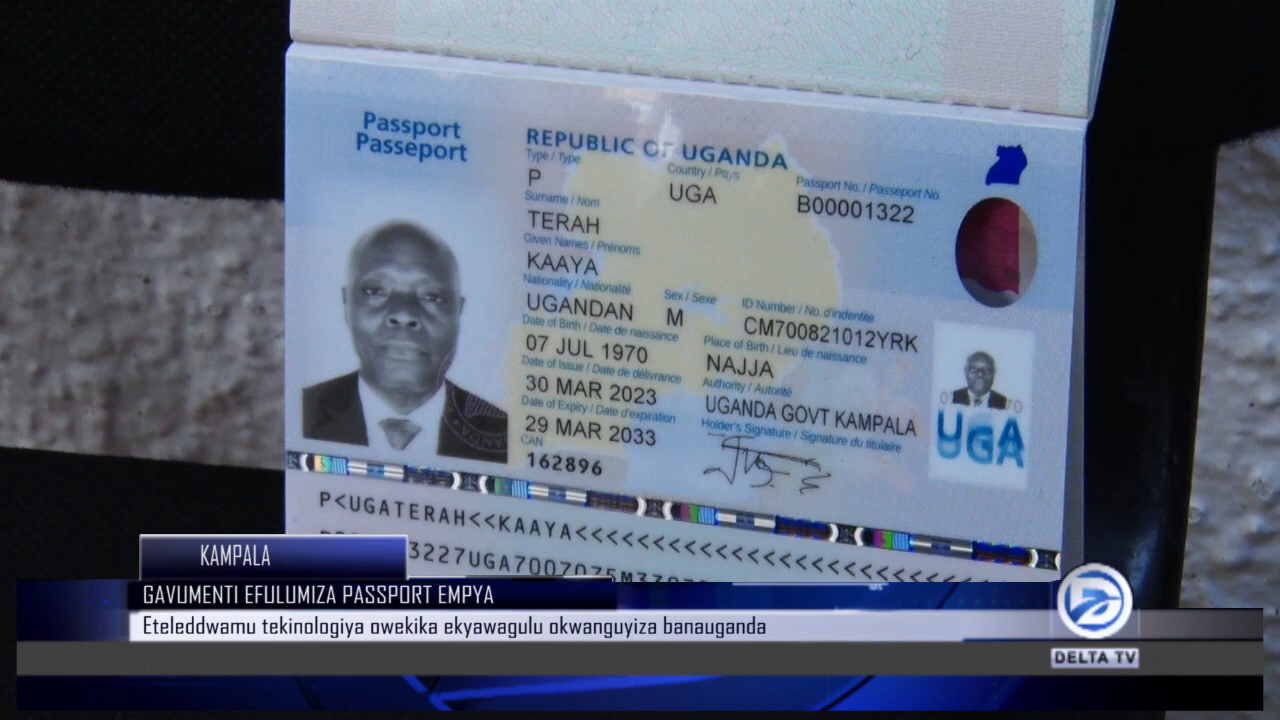 Passport
Passeport
REPUBLIC OF UGANDA
Type / Type
Country / Pays
Passport No. / Passeport No.
P
UGA
B00001322
Surname / Nom
TERAH
Given Names / Prénoms
KAAYA
Nationality / Nationalité
Sex / Sexe
ID Number / No. d'indentite
UGANDAN
M
CM700821012YRK
Date of Birth / Date de naissance
Place of Birth / Lieu de naissance
07 JUL 1970
NAJJA
Date of Issue / Date de délivrance
Authority / Autorité
30 MAR 2023
UGANDA GOVT KAMPALA
Date of Expiry / Date d'expiration
Holder's Signature / Signature du titulaire
29 MAR 2033
CAN
162896
UGA
P<UGATERAH<<KAAYA<<<<<<<<<<<<<<<<<<<<<<<<
KAMPALA
GAVUMENTI EFULUMIZA PASSPORT EMPYA
Eteleddwamu tekinologiya owekika ekyawagulu okwanguyiza banauganda
DELTA TV